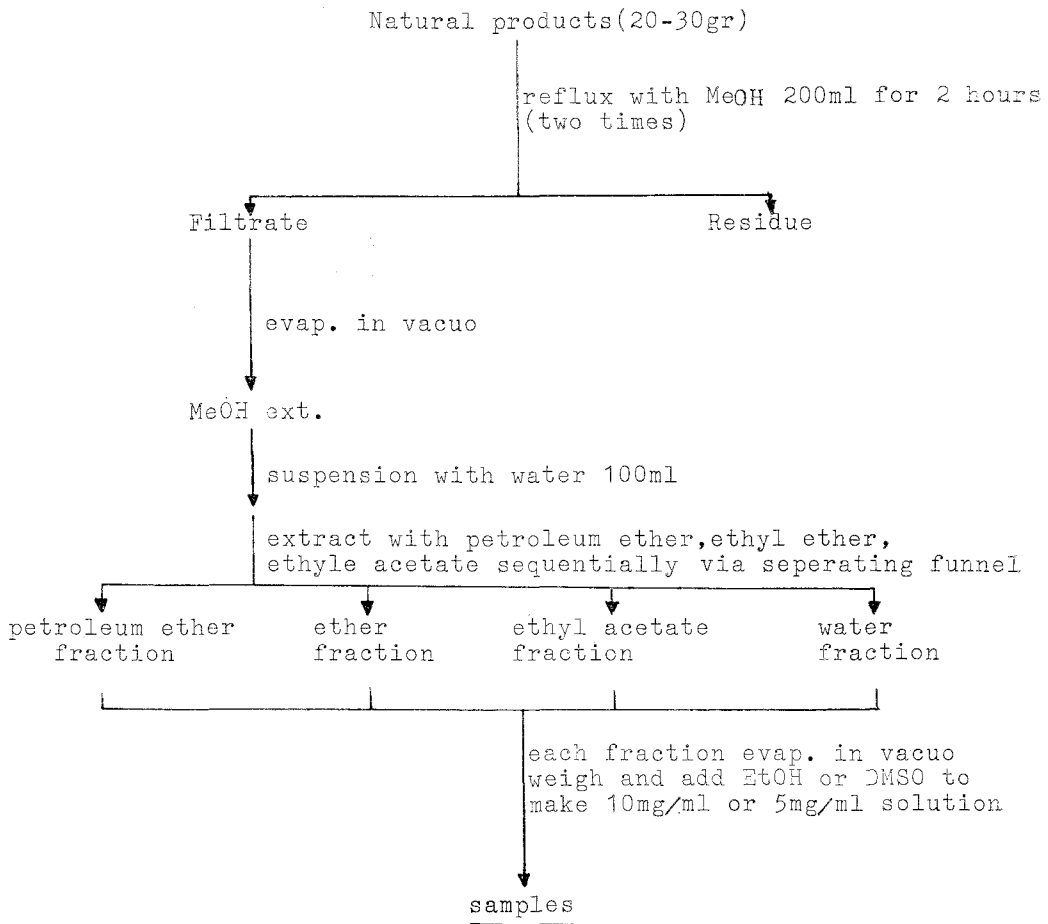 Natural products(20-30gr)
reflux with MeOH 200ml for 2 hours
(two times)
Filtrate
Residue
evap. in vacuo
MeOH ext.
suspension with water 100ml
extract with petroleum ether,ethyl ether,
ethyle acetate sequentially via seperating funnel
petroleum ether
fraction
ether
fraction
ethyl acetate
fraction
water
fraction
each fraction evap. in vacuo
weigh and add EtOH or DMSO to
make 10mg/ml or 5mg/ml solution
samples